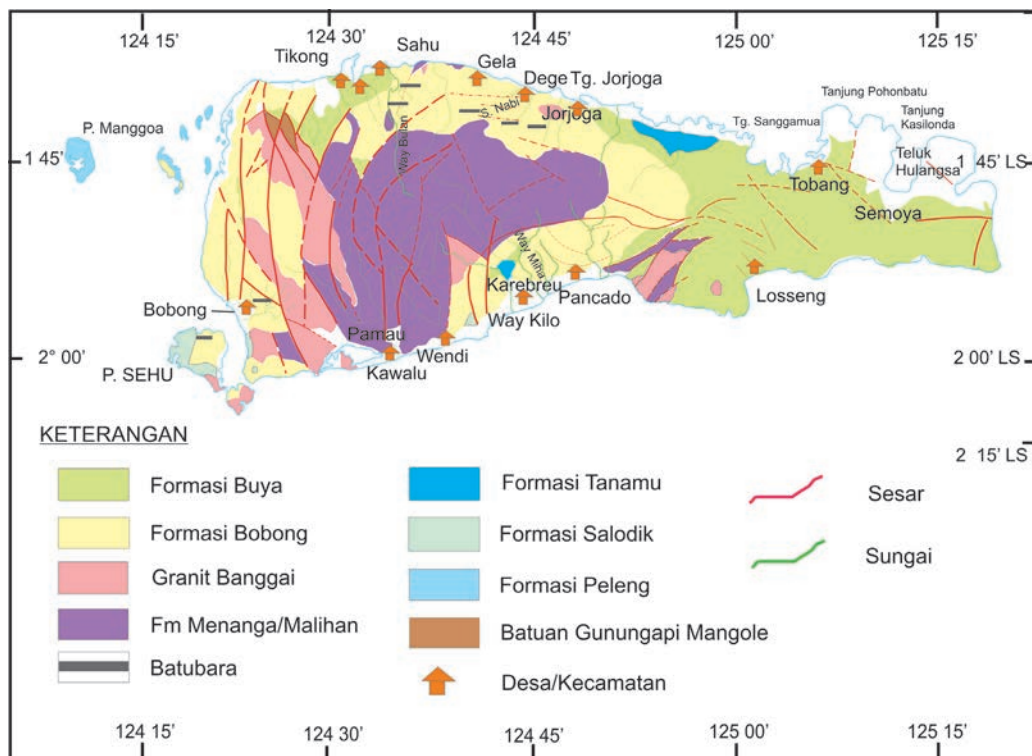 124 15’
124 30’
124 45’
125 00’
125 15’
Tikong
Sahu
Gela
Dege Tg. Jorjoga
Jorjoga
S. Nabi
Way Bulan
Tanjung Pohonbatu
Tanjung
Kasilonda
Tg. Sanggamua
Teluk
Hulangsa
P. Manggoa
1 45’
1 45’ LS
Tobang
Semoya
Way Miha
Karebreu
Pancado
Losseng
Bobong
Way Kilo
Pamau
Wendi
Kawalu
2° 00’
2 00’ LS
P. SEHU
2 15’ LS
KETERANGAN
Formasi Buya
Formasi Bobong
Granit Banggai
Fm Menanga/Malihan
Batubara
Formasi Tanamu
Formasi Salodik
Formasi Peleng
Batuan Gunungapi Mangole
Desa/Kecamatan
Sesar
Sungai
124 15’
124 30’
124 45’
125 00’
125 15’